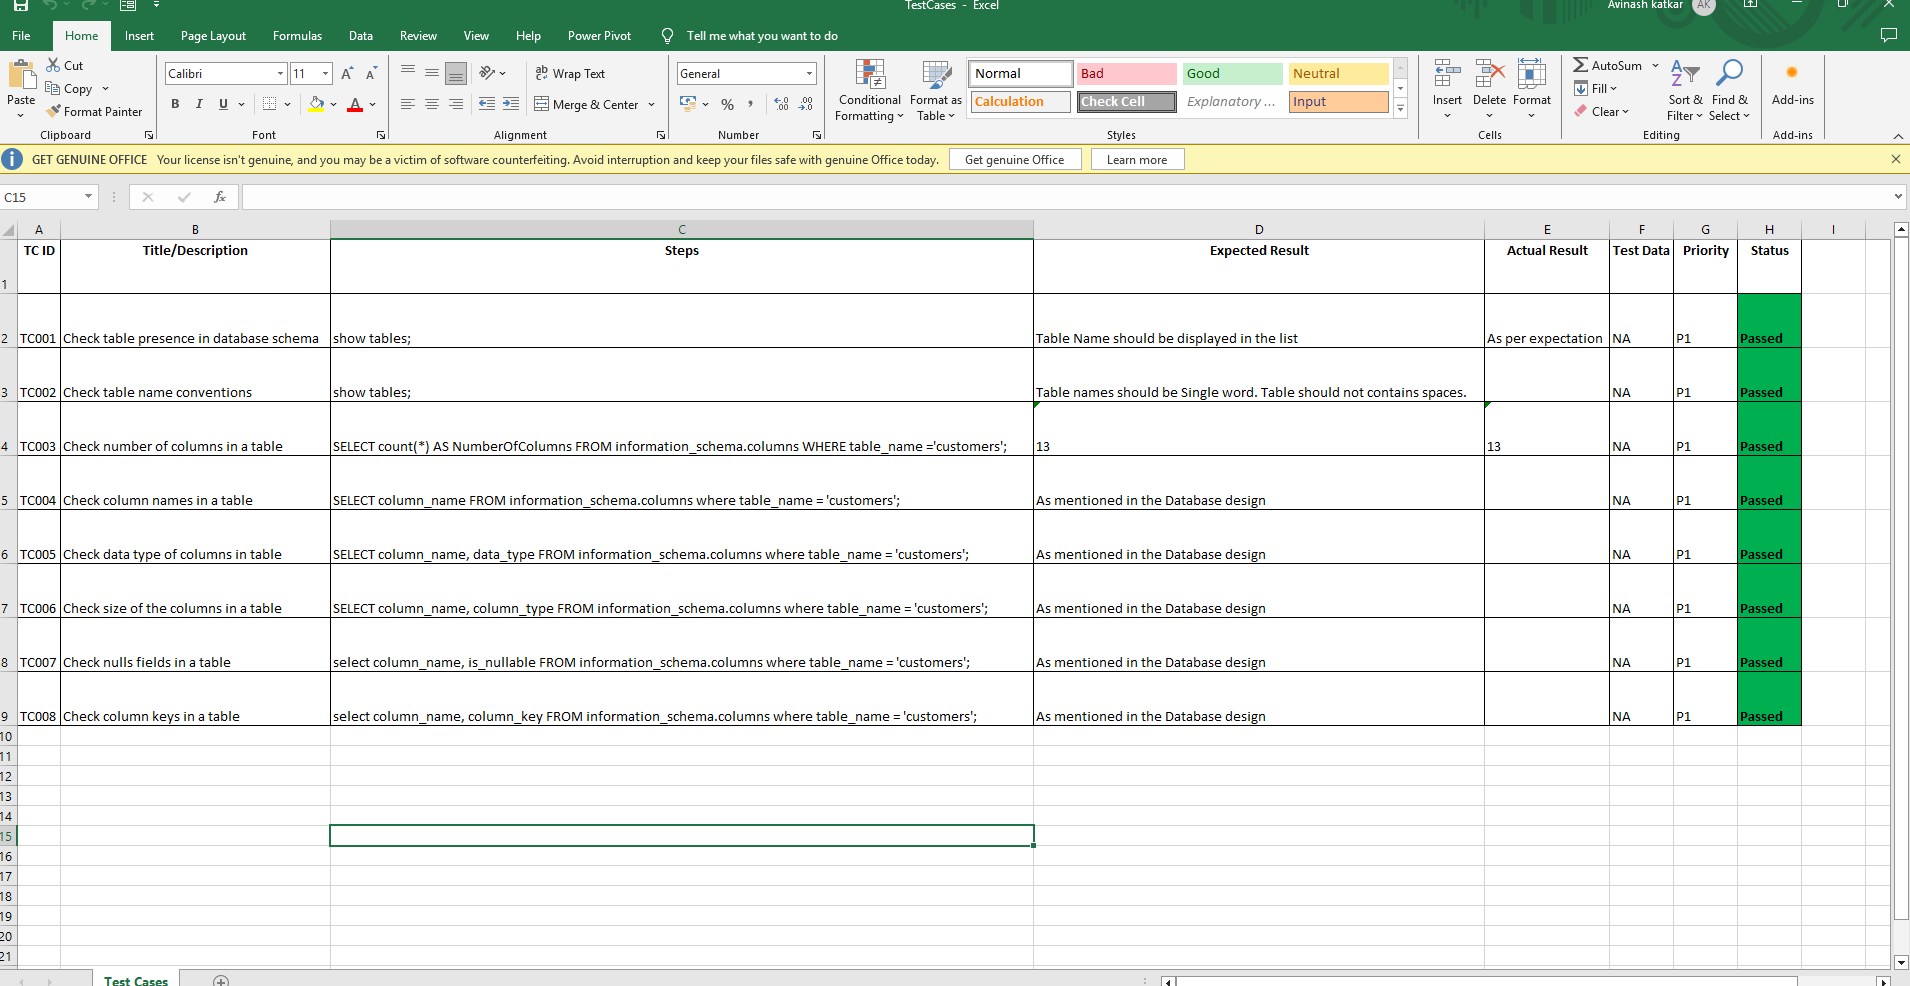 TestCases - Excel
Avinash katkar AK
File Home Insert Page Layout Formulas Data Review View Help Power Pivot Tell me what you want to do
Paste
Cut
Copy
Format Painter
Clipboard
Calibri 11 A A
B I U A
Font
ab Wrap Text
Merge & Center
Alignment
General
% , .00 .00
Number
Conditional Formatting
Format as Table
Normal Bad Good Neutral
Calculation Check Cell Explanatory ... Input
Styles
Insert Delete Format
Cells
AutoSum
Fill
Clear
Sort & Filter
Find & Select
Editing
Add-ins
Add-ins
GET GENUINE OFFICE Your license isn't genuine, and you may be a victim of software counterfeiting. Avoid interruption and keep your files safe with genuine Office today. Get genuine Office Learn more
C15 fx
A B C D E F G H I
1 TC ID Title/Description Steps Expected Result Actual Result Test Data Priority Status
2 TC001 Check table presence in database schema show tables; Table Name should be displayed in the list As per expectation NA P1 Passed
3 TC002 Check table name conventions show tables; Table names should be Single word. Table should not contains spaces. NA P1 Passed
4 TC003 Check number of columns in a table SELECT count(*) AS NumberOfColumns FROM information_schema.columns WHERE table_name ='customers'; 13 13 NA P1 Passed
5 TC004 Check column names in a table SELECT column_name FROM information_schema.columns where table_name = 'customers'; As mentioned in the Database design NA P1 Passed
6 TC005 Check data type of columns in table SELECT column_name, data_type FROM information_schema.columns where table_name = 'customers'; As mentioned in the Database design NA P1 Passed
7 TC006 Check size of the columns in a table SELECT column_name, column_type FROM information_schema.columns where table_name = 'customers'; As mentioned in the Database design NA P1 Passed
8 TC007 Check nulls fields in a table select column_name, is_nullable FROM information_schema.columns where table_name = 'customers'; As mentioned in the Database design NA P1 Passed
9 TC008 Check column keys in a table select column_name, column_key FROM information_schema.columns where table_name = 'customers'; As mentioned in the Database design NA P1 Passed
10
11
12
13
14
15
16
17
18
19
20
21
Test Cases